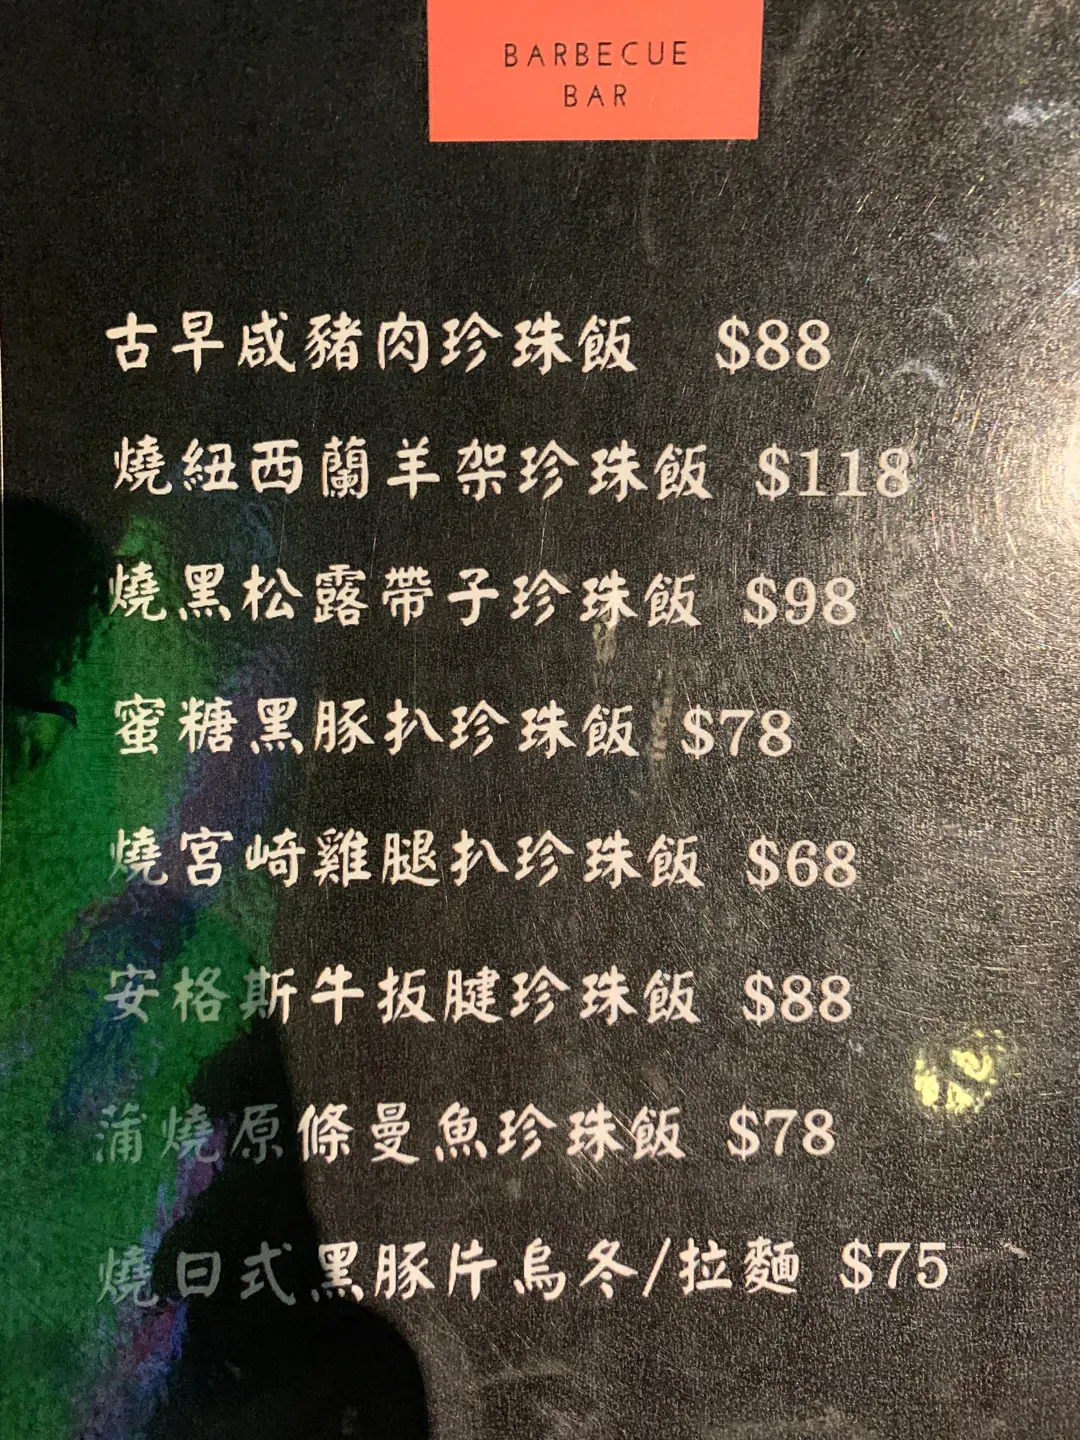 BARBECUE
BAR
古早咸豬肉珍珠飯 $88
燒紐西蘭羊架珍珠飯 $118
燒黑松露帶子珍珠飯 $98
蜜糖黑豚扒珍珠飯 $78
燒宮崎雞腿扒珍珠飯 $68
安格斯牛扳腱珍珠飯 $88
蒲燒原條曼魚珍珠飯 $78
燒日式黑豚片烏冬/拉麵 $75